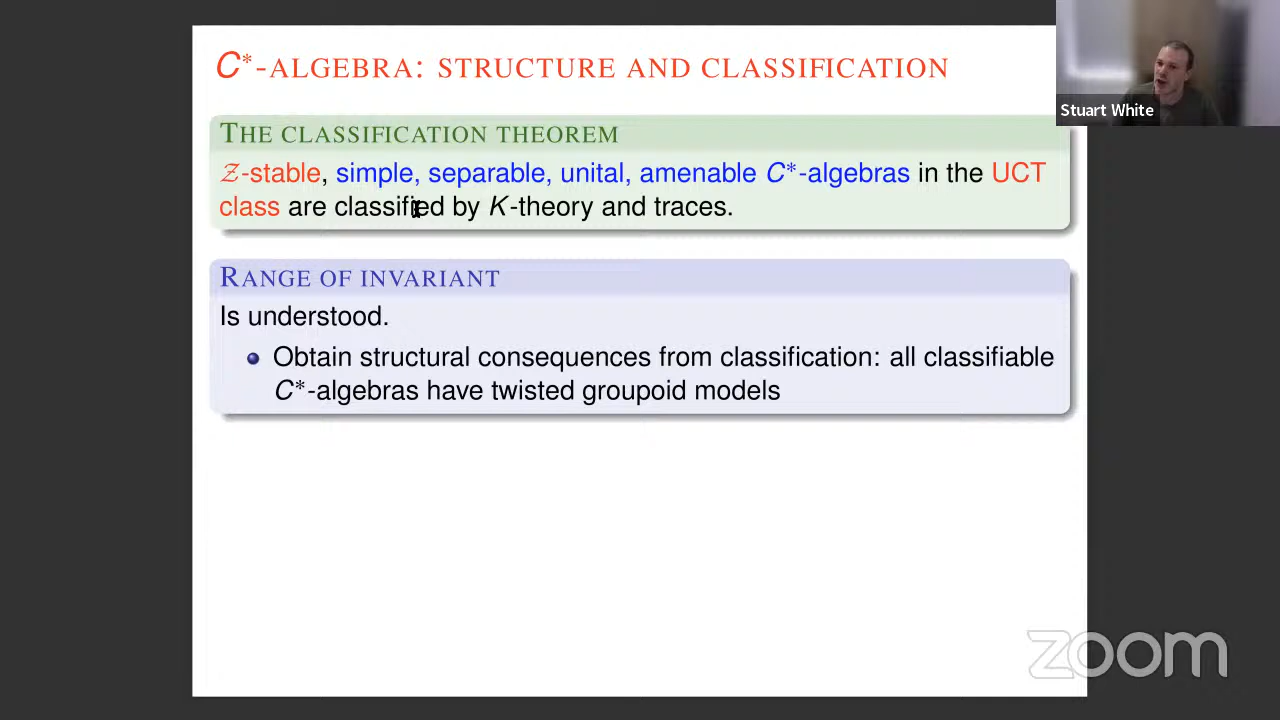 C*-ALGEBRA: STRUCTURE AND CLASSIFICATION
Stuart White
THE CLASSIFICATION THEOREM
Z-stable, simple, separable, unital, amenable C*-algebras in the UCT
class are classified by K-theory and traces.
RANGE OF INVARIANT
Is understood.
Obtain structural consequences from classification: all classifiable
C*-algebras have twisted groupoid models
zoom